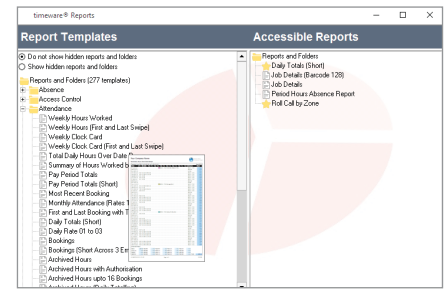 timeware® Reports
Report Templates
Accessible Reports
Do not show hidden reports and folders
Show hidden reports and folders
Reports and Folders (277 templates)
Absence
Access Control
Attendance
Weekly Hours Worked
Weekly Hours (First and Last Swipe)
Weekly Clock Card
Weekly Clock Card (First and Last Swipe)
Total Daily Hours Over Date
Summary of Hours Worked b
Pay Period Totals
Pay Period Totals (Short)
Most Recent Booking
Monthly Attendance (Rates 1
First and Last Booking with T
Daily Totals (Short)
Daily Rate 01 to 03
Bookings
Bookings (Short Across 3 Em
Archived Hours
Archived Hours with Authorisation
Archived Hours upto 16 Bookings
Reports and Folders
Daily Totals (Short)
Job Details (Barcode 128)
Job Details
Period Hours Absence Report
Roll Call by Zone